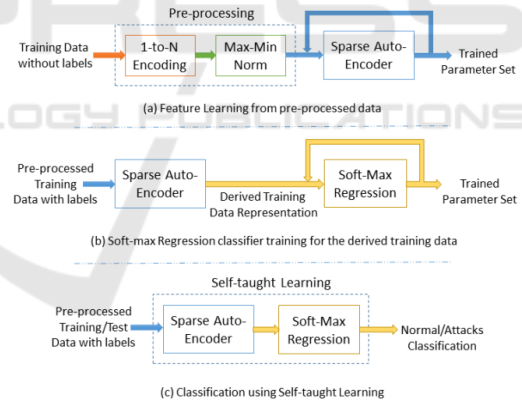 Pre-processing
Training Data
without labels
1-to-N
Encoding
Max-Min
Norm
Sparse Auto-
Encoder
Trained
Parameter Set
(a) Feature Learning from pre-processed data
LOGY PUBLICATIONS
Pre-processed
Training
Data with labels
Sparse Auto-
Encoder
Derived Training
Data Representation
Soft-Max
Regression
Trained
Parameter Set
(b) Soft-max Regression classifier training for the derived training data
Self-taught Learning
Pre-processed
Training/Test
Data with labels
Sparse Auto-
Encoder
Soft-Max
Regression
Normal/Attacks
Classification
(c) Classification using Self-taught Learning